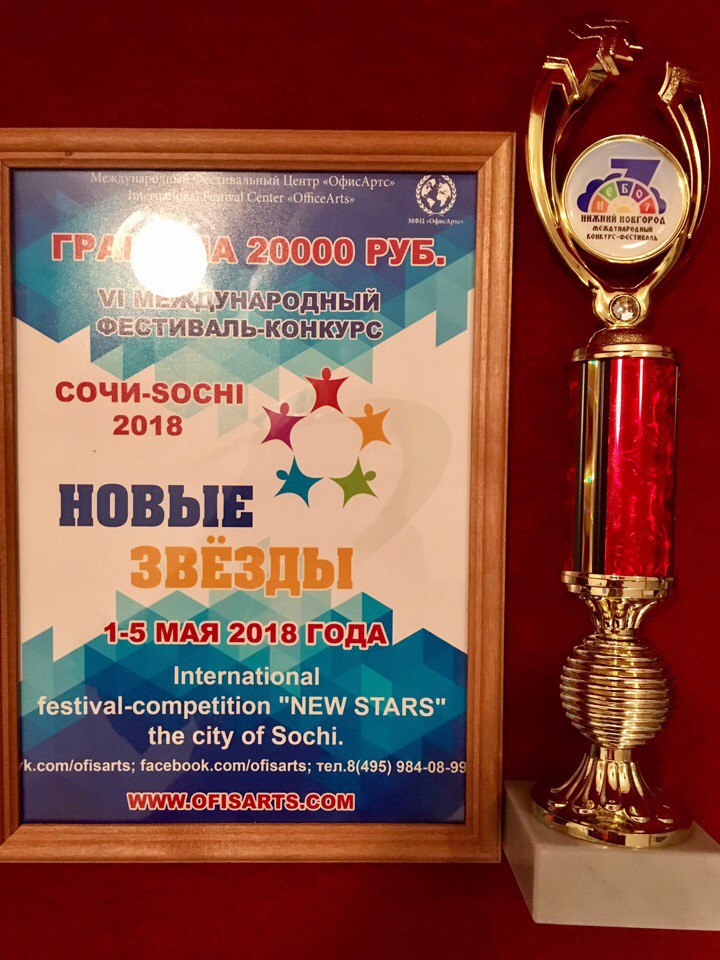 Международный Фестивальный Центр «ОфисАртс»
International Festival Center «OfficeArts»
МФЦ «ОфисАртс»
20000 РУБ.
VI МЕЖДУНАРОДНЫЙ
ФЕСТИВАЛЬ-КОНКУРС
СОЧИ-SOCHI
2018
НОВЫЕ
ЗВЁЗДЫ
1-5 МАЯ 2018 ГОДА
International
festival-competition "NEW STARS"
the city of Sochi.
vk.com/ofisarts; facebook.com/ofisarts; тел.8(495) 984-08-99
WWW.OFISARTS.COM
7
НЕБО
НИЖНИЙ НОВГОРОД
МЕЖДУНАРОДНЫЙ
КОНКУРС-ФЕСТИВАЛЬ